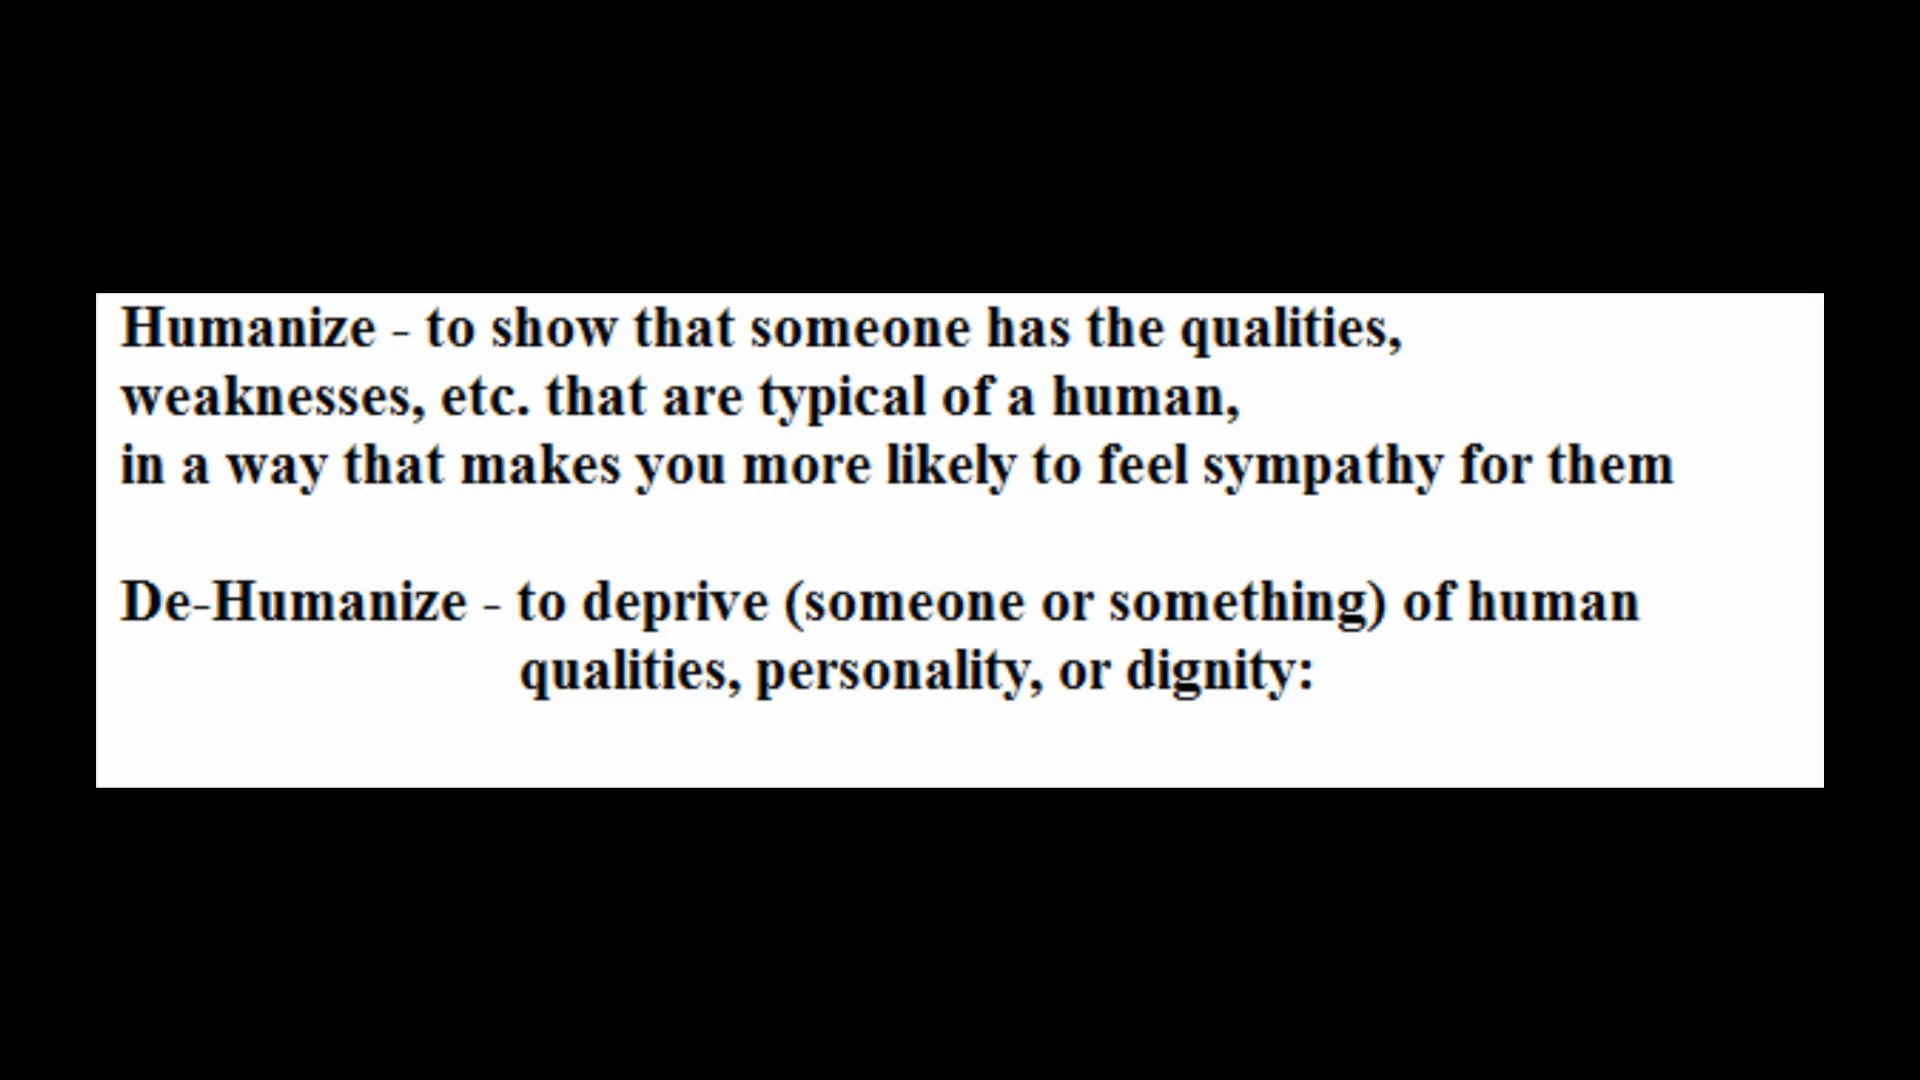 Humanize - to show that someone has the qualities,
weaknesses, etc. that are typical of a human,
in a way that makes you more likely to feel sympathy for them
De-Humanize - to deprive (someone or something) of human
qualities, personality, or dignity: